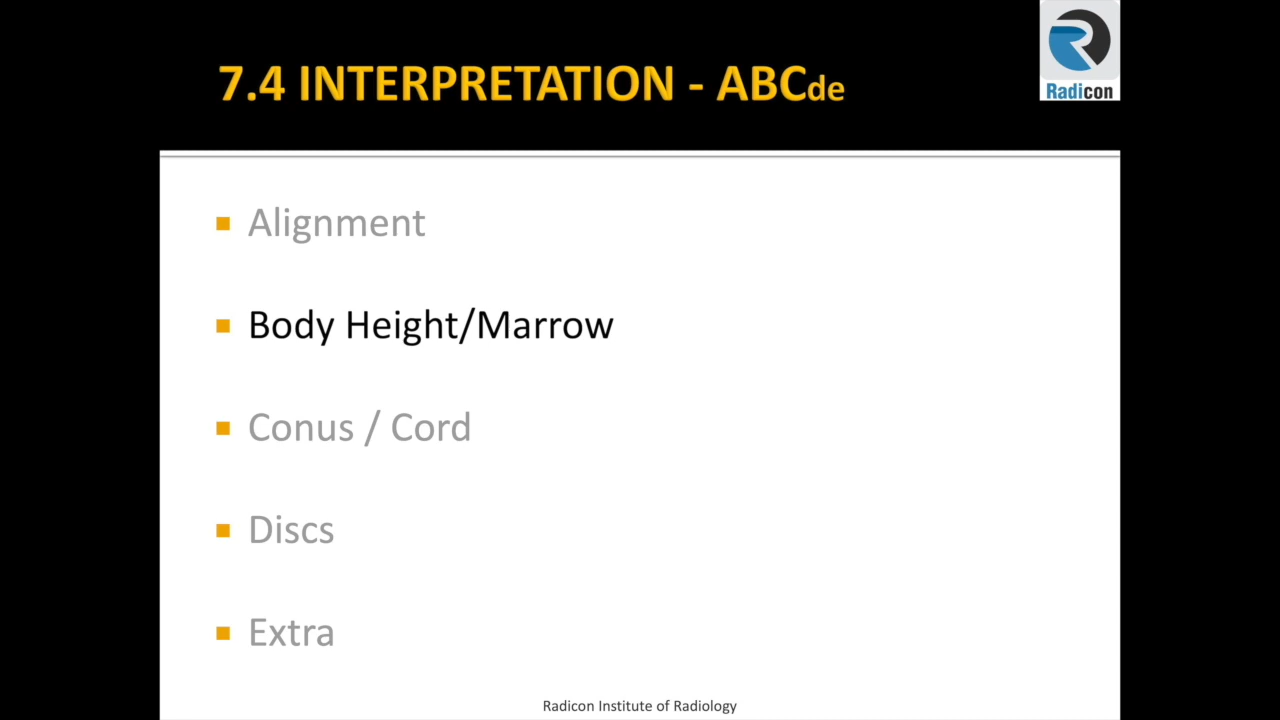 7.4 INTERPRETATION - ABCde
Radicon
Alignment
Body Height/Marrow
Conus / Cord
Discs
Extra
Radicon Institute of Radiology